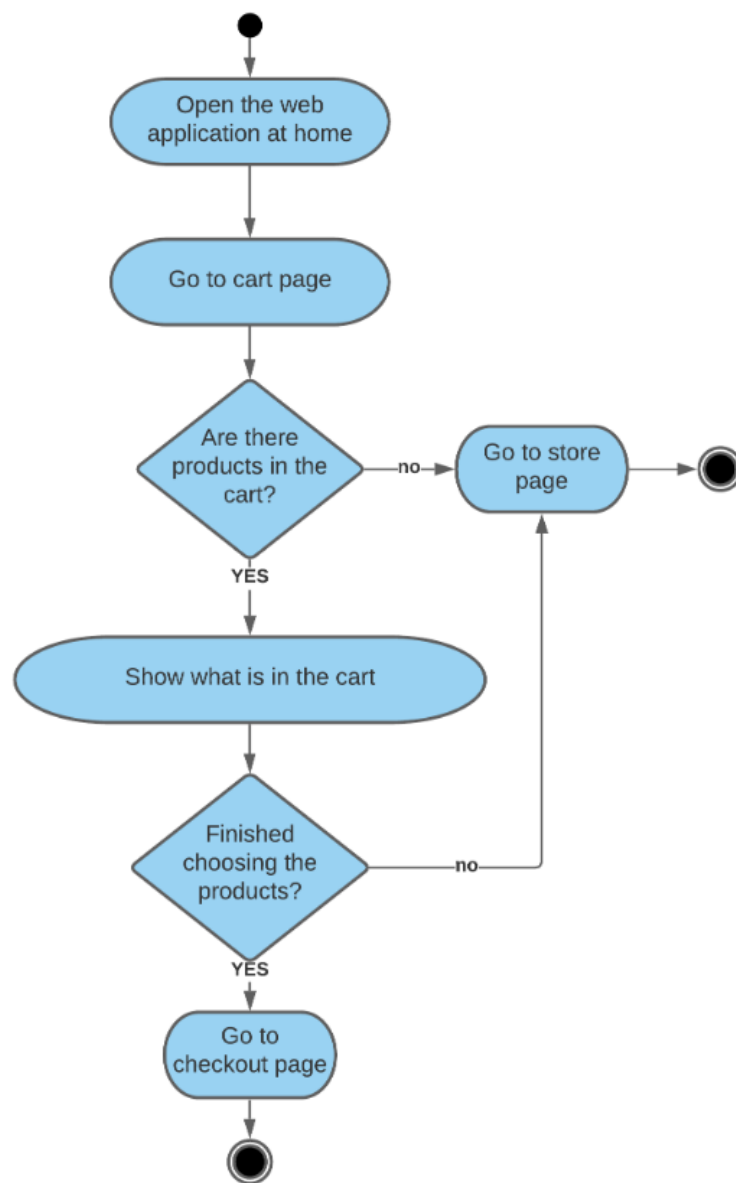 Open the web
application at home
Go to cart page
Are there
products in the
cart?
no
Go to store
page
YES
Show what is in the cart
Finished
choosing the
products?
no
YES
Go to
checkout page